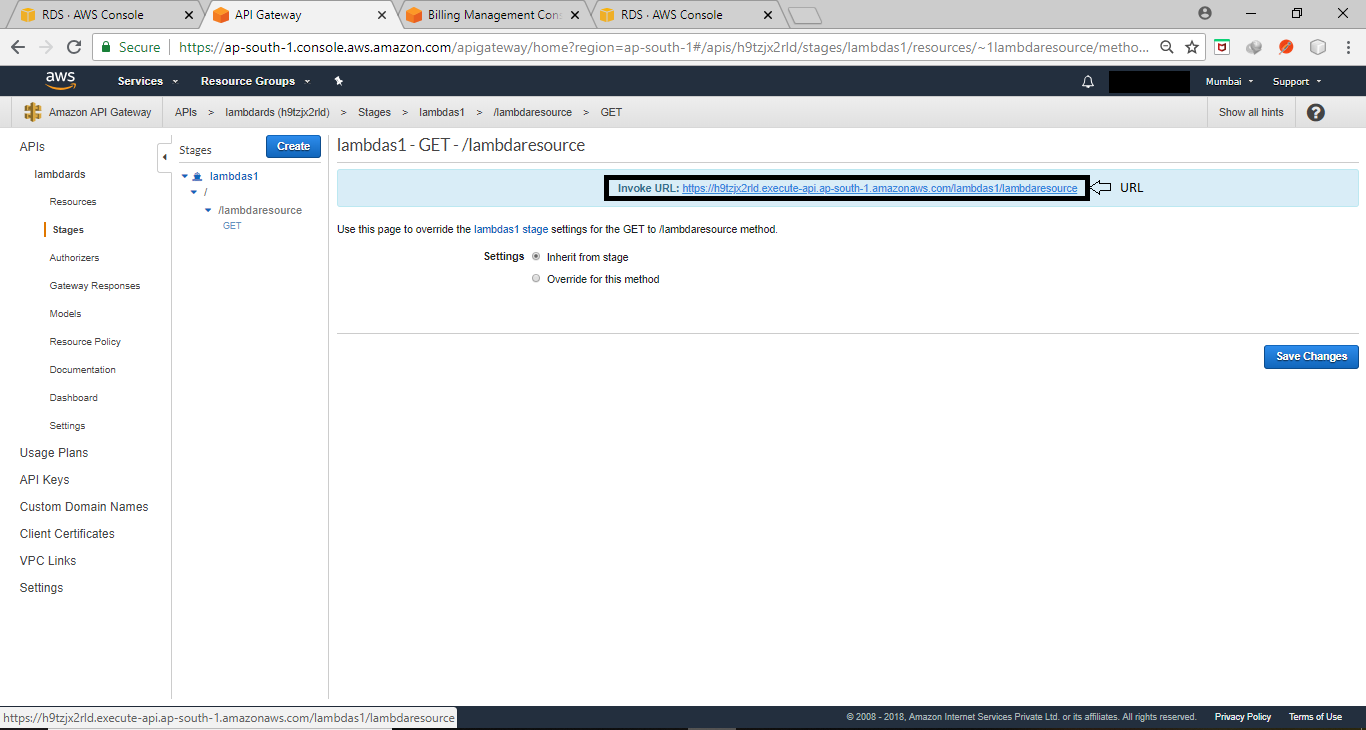 RDS · AWS Console
API Gateway
Billing Management Con
RDS · AWS Console
Secure https://ap-south-1.console.aws.amazon.com/apigateway/home?region=ap-south-1#/apis/h9tzjx2rld/stages/lambdas1/resources/~1lambdaresource/metho...
aws Services Resource Groups Mumbai Support
Amazon API Gateway APIs > lambdards (h9tzjx2rld) > Stages > lambdas1 > /lambdaresource > GET Show all hints ?
APIs
lambdards
Resources
Stages
Authorizers
Gateway Responses
Models
Resource Policy
Documentation
Dashboard
Settings
Usage Plans
API Keys
Custom Domain Names
Client Certificates
VPC Links
Settings
Stages Create
lambdas1
/
/lambdaresource
GET
lambdas1 - GET - /lambdaresource
Invoke URL: https://h9tzjx2rld.execute-api.ap-south-1.amazonaws.com/lambdas1/lambdaresource URL
Use this page to override the lambdas1 stage settings for the GET to /lambdaresource method.
Settings Inherit from stage
Override for this method
Save Changes
https://h9tzjx2rld.execute-api.ap-south-1.amazonaws.com/lambdas1/lambdaresource
© 2008 - 2018, Amazon Internet Services Private Ltd. or its affiliates. All rights reserved. Privacy Policy Terms of Use